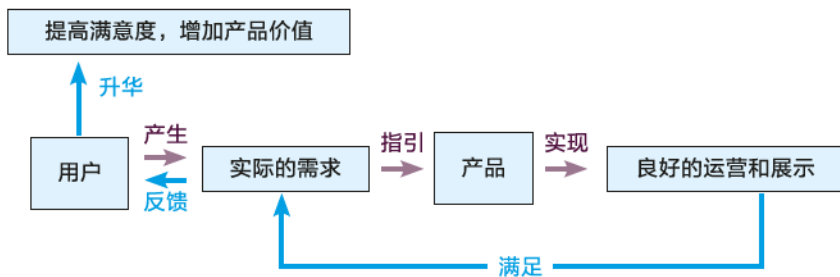 提高满意度，增加产品价值
升华
用户
产生
反馈
实际的需求
指引
产品
实现
良好的运营和展示
满足